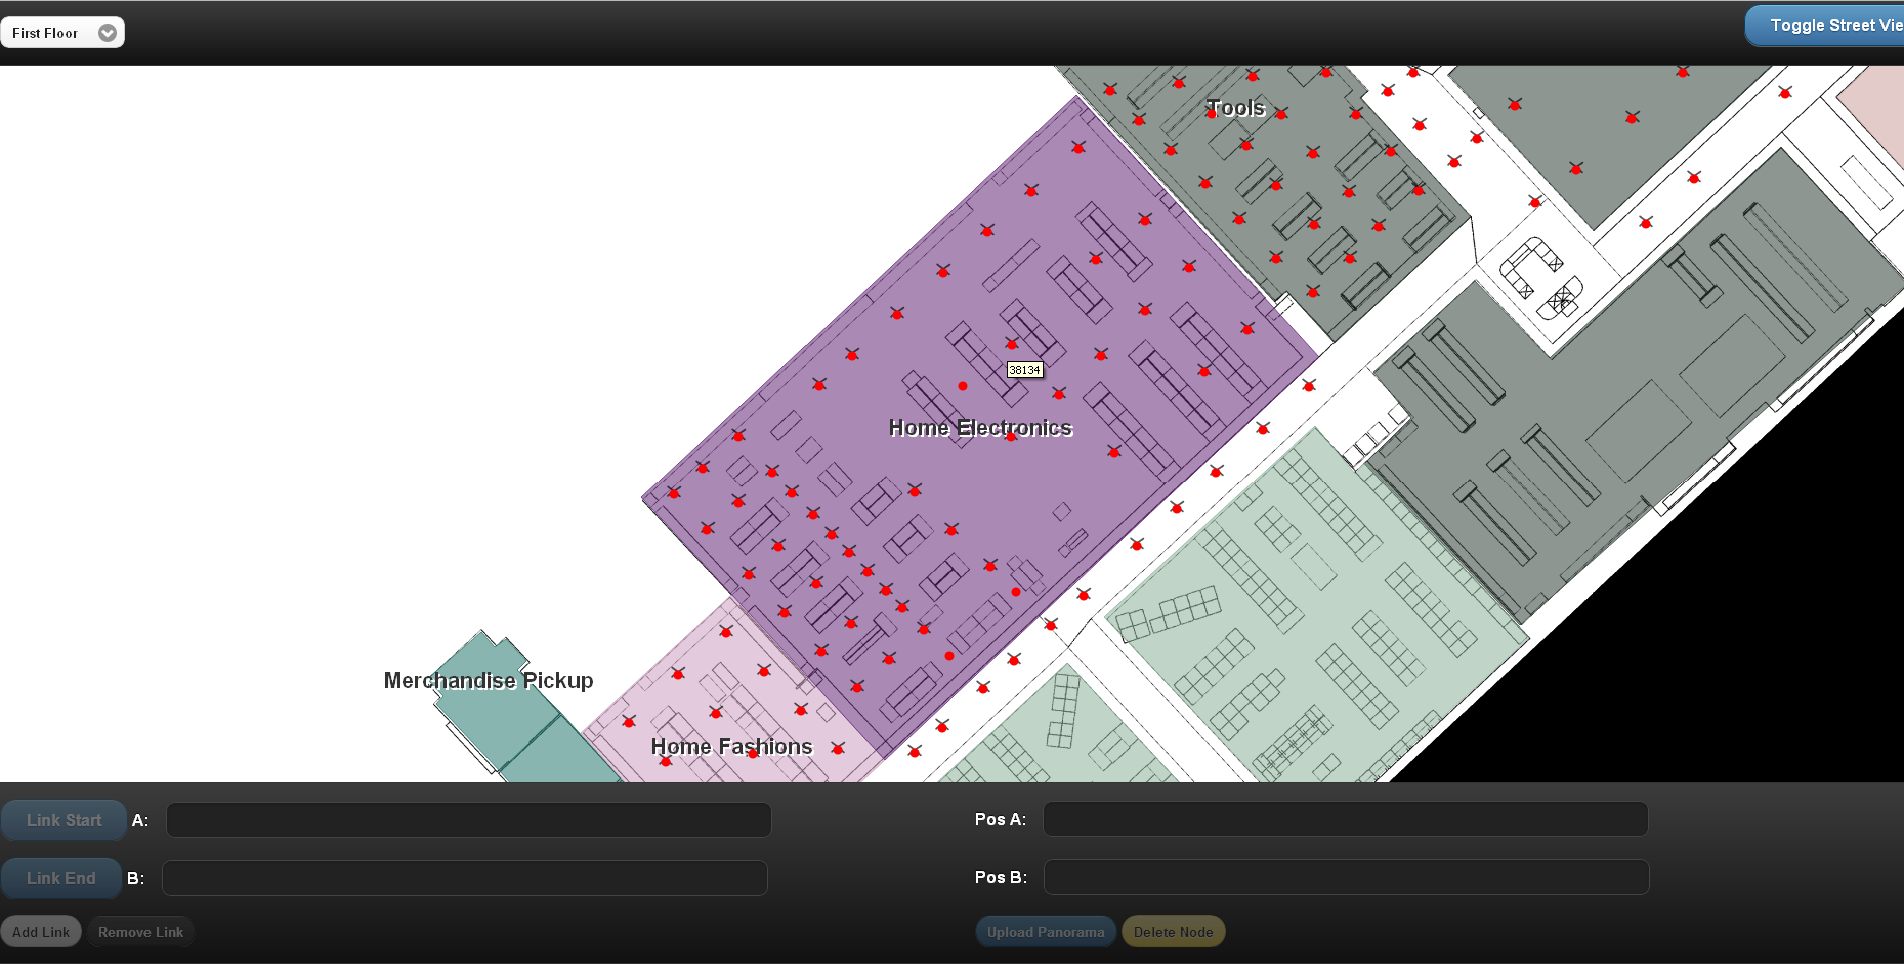 First Floor
Toggle Street Vie
Tools
38134
Home Electronics
Merchandise Pickup
Home Fashions
Link Start A:
Pos A:
Link End B:
Pos B:
Add Link Remove Link
Upload Panorama Delete Node